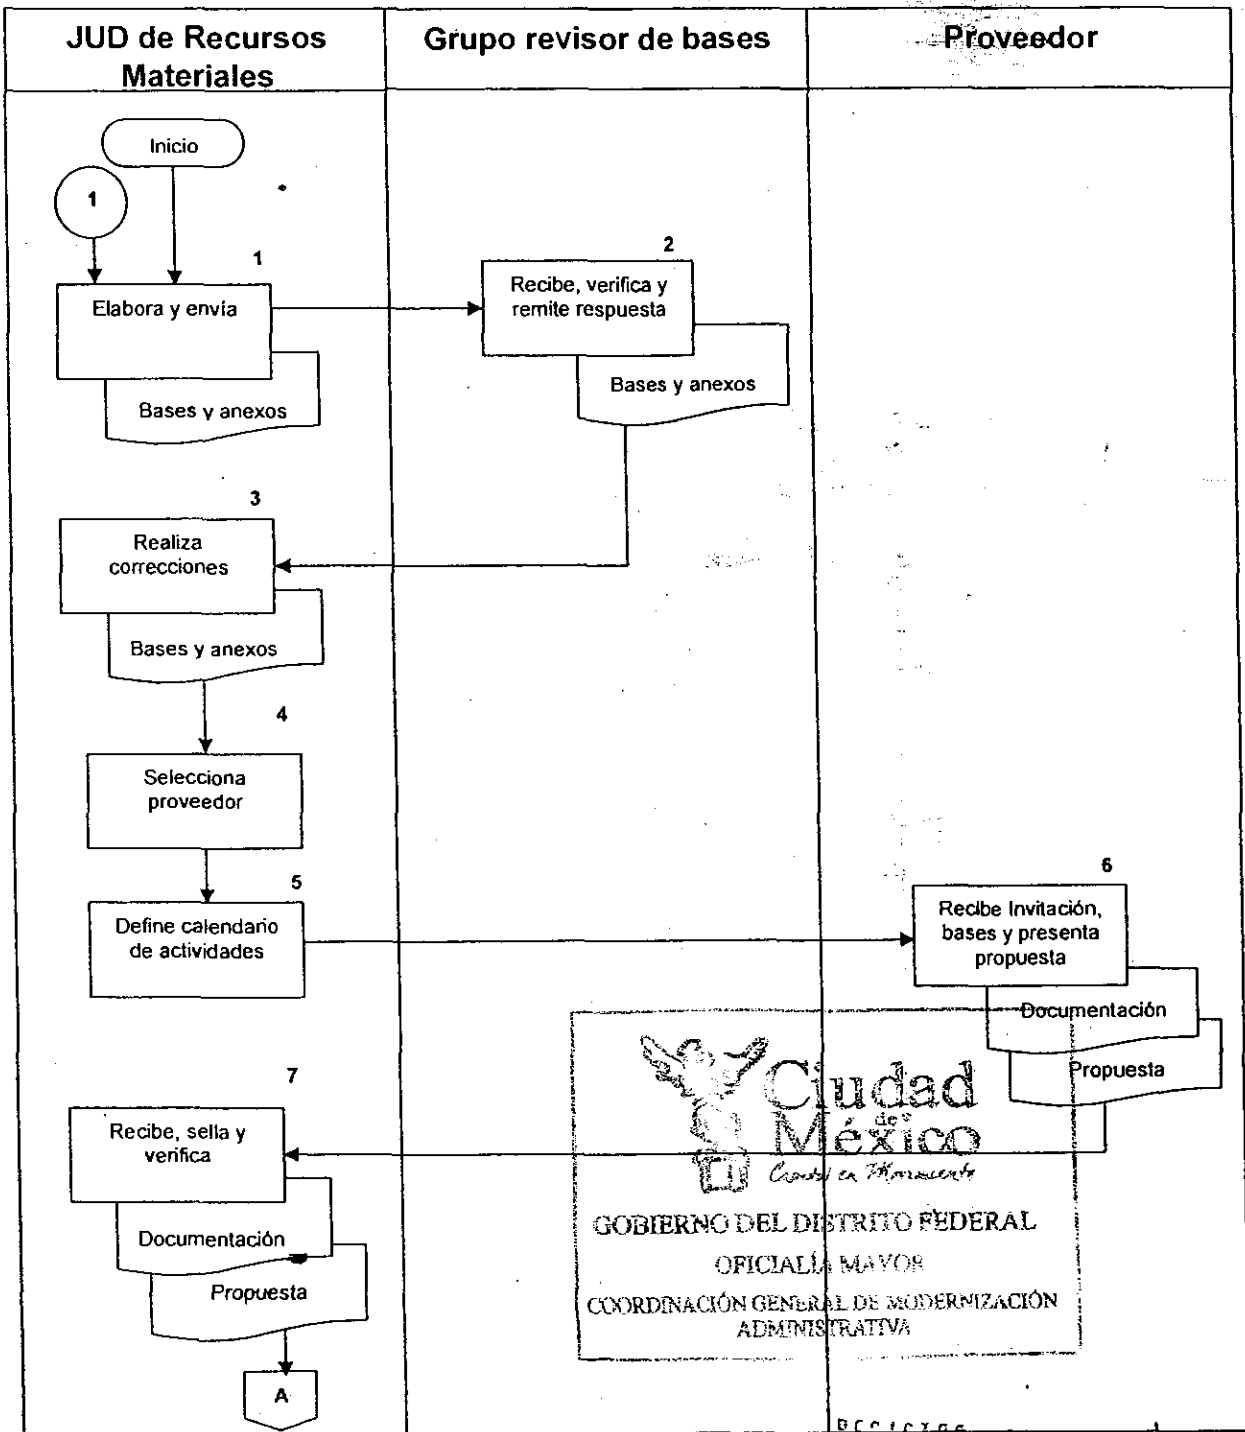 JUD de Recursos
Materiales
Grupo revisor de bases
Proveedor
Inicio
1
1
Elabora y envía
Bases y anexos
2
Recibe, verifica y
remite respuesta
Bases y anexos
3
Realiza
correcciones
Bases y anexos
4
Selecciona
proveedor
5
Define calendario
de actividades
6
Recibe Invitación,
bases y presenta
propuesta
Documentación
Propuesta
7
Recibe, sella y
verifica
Documentación
Propuesta
A
Ciudad
de
México
Capital en Movimiento
GOBIERNO DEL DISTRITO FEDERAL
OFICIALÍA MAYOR
COORDINACIÓN GENERAL DE MODERNIZACIÓN
ADMINISTRATIVA